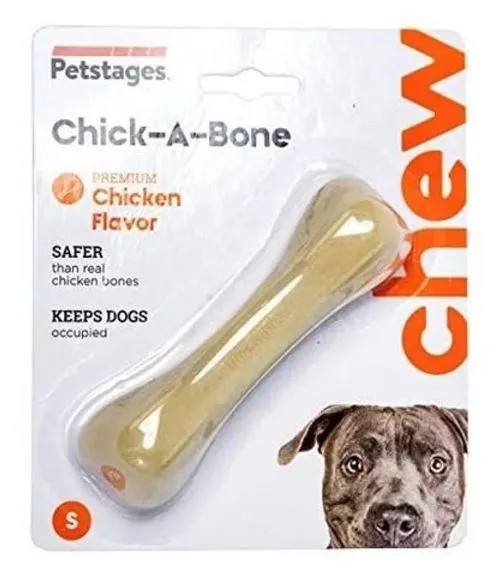 Petstages.
Chick-A-Bone
PREMIUM
Chicken
Flavor
SAFER
than real
chicken bones
KEEPS DOGS
occupied
chew
S